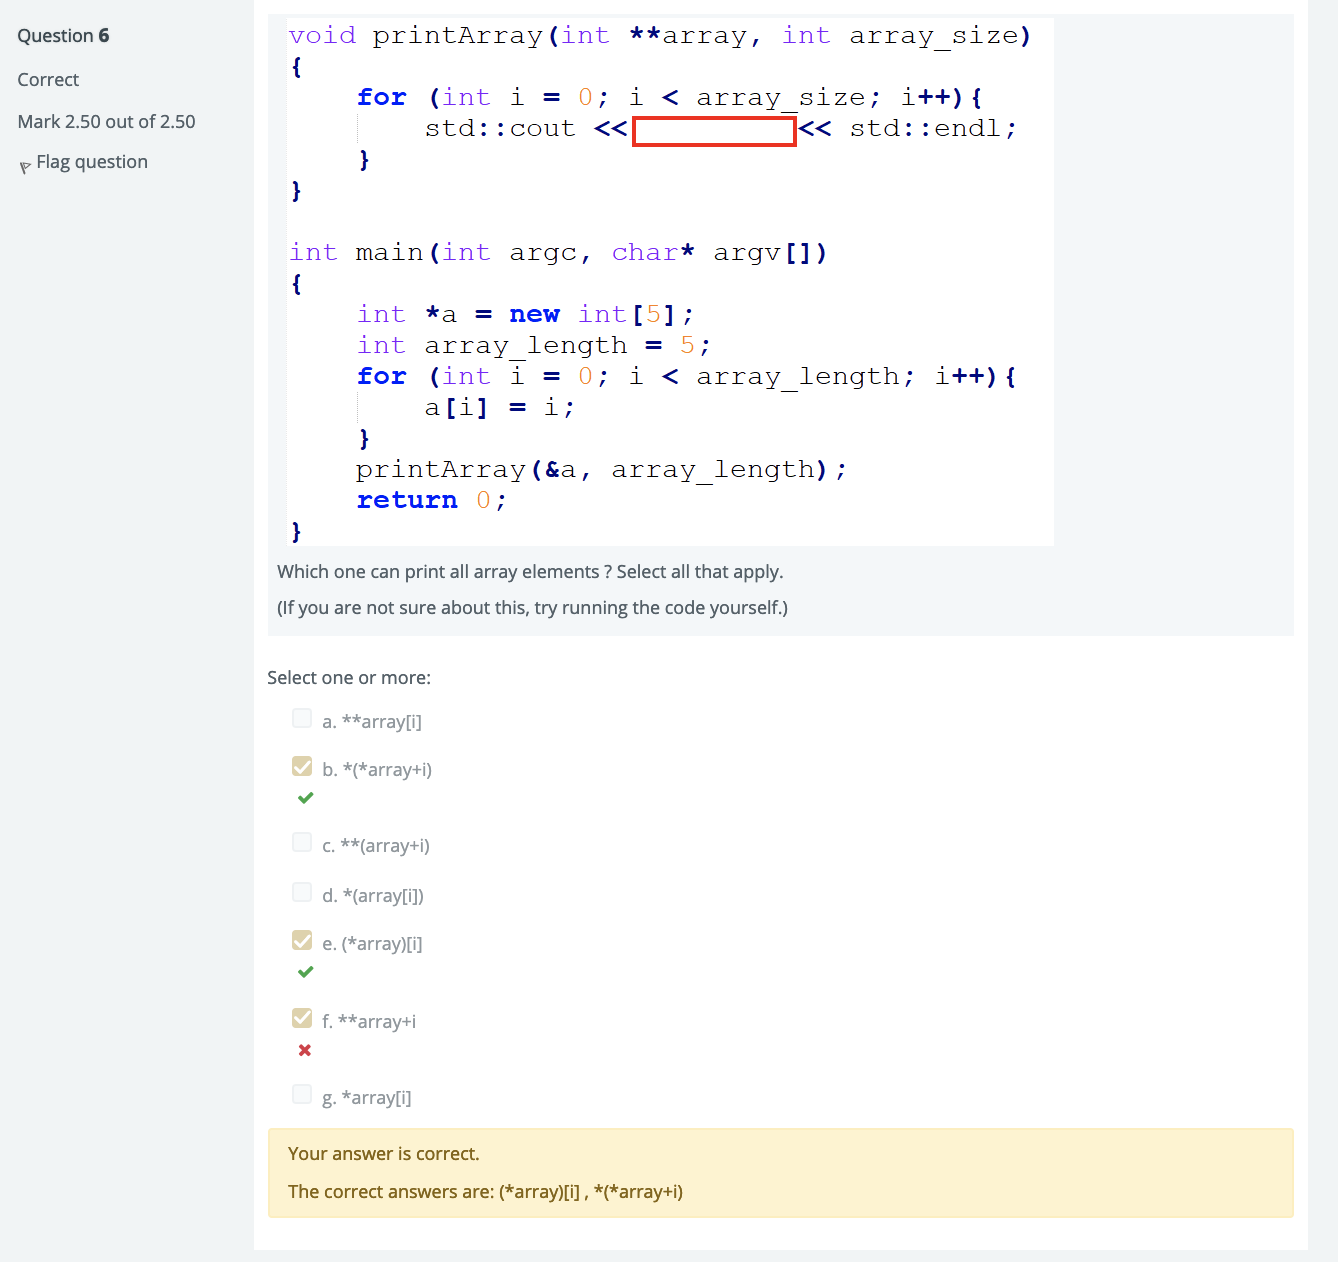 Question 6
Correct
Mark 2.50 out of 2.50
Flag question
void printArray(int **array, int array_size)
{
    for (int i = 0; i < array_size; i++){
        std::cout << << std::endl;
    }
}

int main(int argc, char* argv[])
{
    int *a = new int[5];
    int array_length = 5;
    for (int i = 0; i < array_length; i++){
        a[i] = i;
    }
    printArray(&a, array_length);
    return 0;
}
Which one can print all array elements ? Select all that apply.
(If you are not sure about this, try running the code yourself.)
Select one or more:
a. **array[i]
b. *(*array+i)
c. **(array+i)
d. *(array[i])
e. (*array)[i]
f. **array+i
g. *array[i]
Your answer is correct.
The correct answers are: (*array)[i] , *(*array+i)